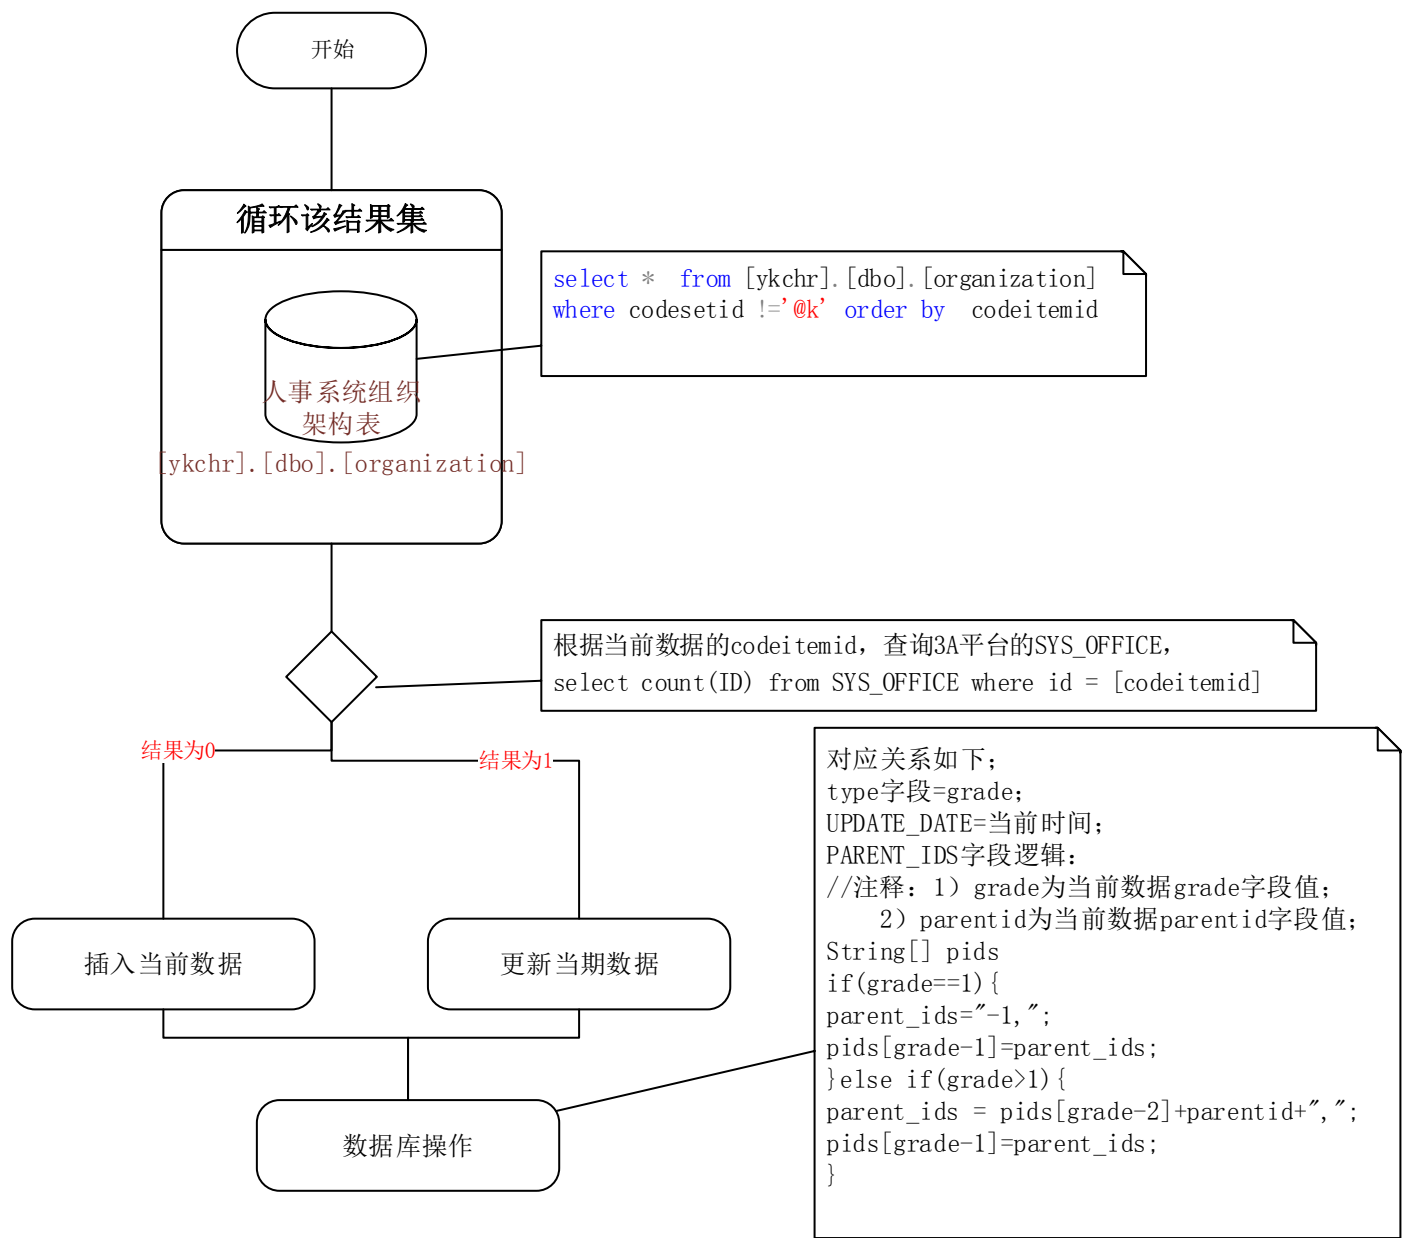 开始
循环该结果集
select *  from [ykchr].[dbo].[organization]
where codesetid !='@k' order by  codeitemid
人事系统组织
架构表
[ykchr].[dbo].[organization]
根据当前数据的codeitemid，查询3A平台的SYS_OFFICE，
select count(ID) from SYS_OFFICE where id = [codeitemid]
结果为0
结果为1
对应关系如下；
type字段=grade；
UPDATE_DATE=当前时间；
PARENT_IDS字段逻辑：
//注释：1）grade为当前数据grade字段值；
2）parentid为当前数据parentid字段值；
String[] pids
if(grade==1){
parent_ids="-1,";
pids[grade-1]=parent_ids;
}else if(grade>1){
parent_ids = pids[grade-2]+parentid+",";
pids[grade-1]=parent_ids;
}
插入当前数据
更新当期数据
数据库操作